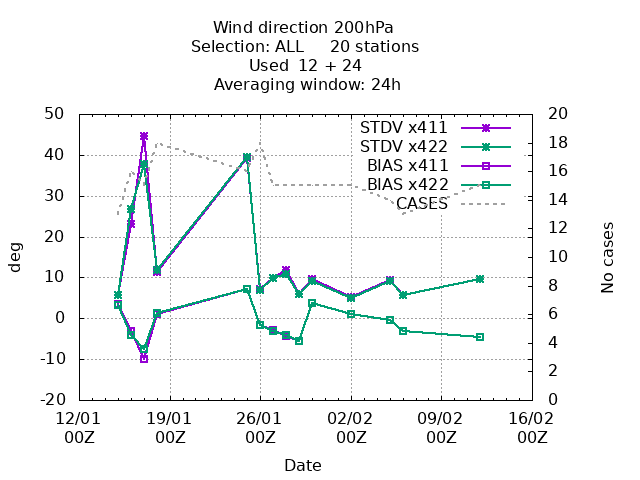 Wind direction 200hPa
Selection: ALL 20 stations
Used 12 + 24
Averaging window: 24h
50
40
30
20
10
0
-10
-20
deg
STDV x411
STDV x422
BIAS x411
BIAS x422
CASES
20
18
16
14
12
10
8
6
4
2
0
No cases
12/01 19/01 26/01 02/02 09/02 16/02
00Z 00Z 00Z 00Z 00Z 00Z
Date